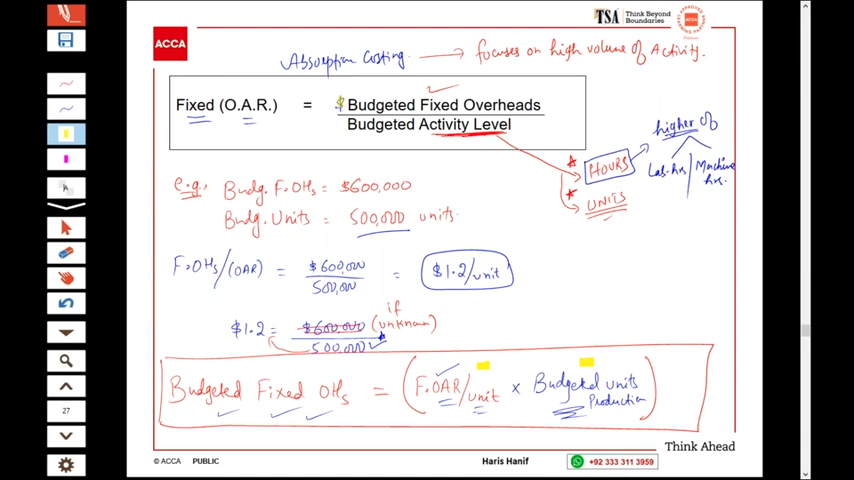 TSA Think Beyond Boundaries
ACCA
Absorption Costing. → focuses on high volume of Activity.
Fixed (O.A.R.) = $ Budgeted Fixed Overheads
Budgeted Activity Level
higher of
HOURS
Lab.hrs Machine hrs.
UNITS
e.g. Budg. F.OHs = $600,000
Budg. Units = 500,000 units.
F.OHs/(OAR) = $600,000
500,000
= $1.2/unit
if
$1.2 = $600,000 (unknown)
500,000
Budgeted Fixed OHs = (F.OAR/unit × Budgeted units
Production)
27
Think Ahead
© ACCA PUBLIC Haris Hanif +92 333 311 3959